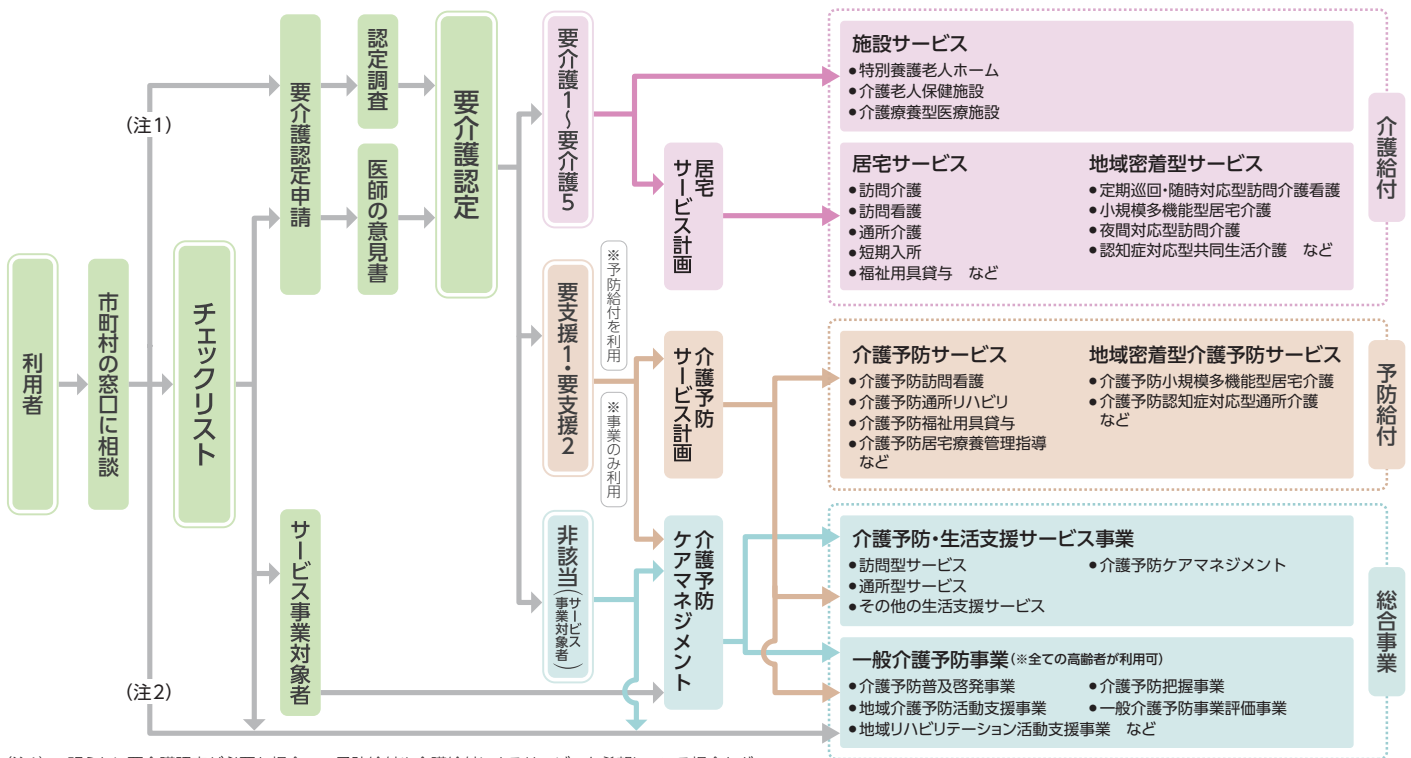 利用者
市町村の窓口に相談
(注1)
(注2)
チェックリスト
要介護認定申請
認定調査
医師の意見書
要介護認定
サービス事業対象者
要介護1〜要介護5
要支援1・要支援2
非該当(サービス事業対象者)
※予防給付を利用
※事業のみ利用
居宅
サービス計画
介護予防
サービス計画
介護予防
ケアマネジメント
施設サービス
●特別養護老人ホーム
●介護老人保健施設
●介護療養型医療施設
居宅サービス
●訪問介護
●訪問看護
●通所介護
●短期入所
●福祉用具貸与 など
地域密着型サービス
●定期巡回・随時対応型訪問介護看護
●小規模多機能型居宅介護
●夜間対応型訪問介護
●認知症対応型共同生活介護 など
介護給付
介護予防サービス
●介護予防訪問看護
●介護予防通所リハビリ
●介護予防福祉用具貸与
●介護予防居宅療養管理指導
など
地域密着型介護予防サービス
●介護予防小規模多機能型居宅介護
●介護予防認知症対応型通所介護
など
予防給付
介護予防・生活支援サービス事業
●訪問型サービス
●通所型サービス
●その他の生活支援サービス
●介護予防ケアマネジメント
一般介護予防事業(※全ての高齢者が利用可)
●介護予防普及啓発事業
●地域介護予防活動支援事業
●地域リハビリテーション活動支援事業 など
●介護予防把握事業
●一般介護予防事業評価事業
総合事業